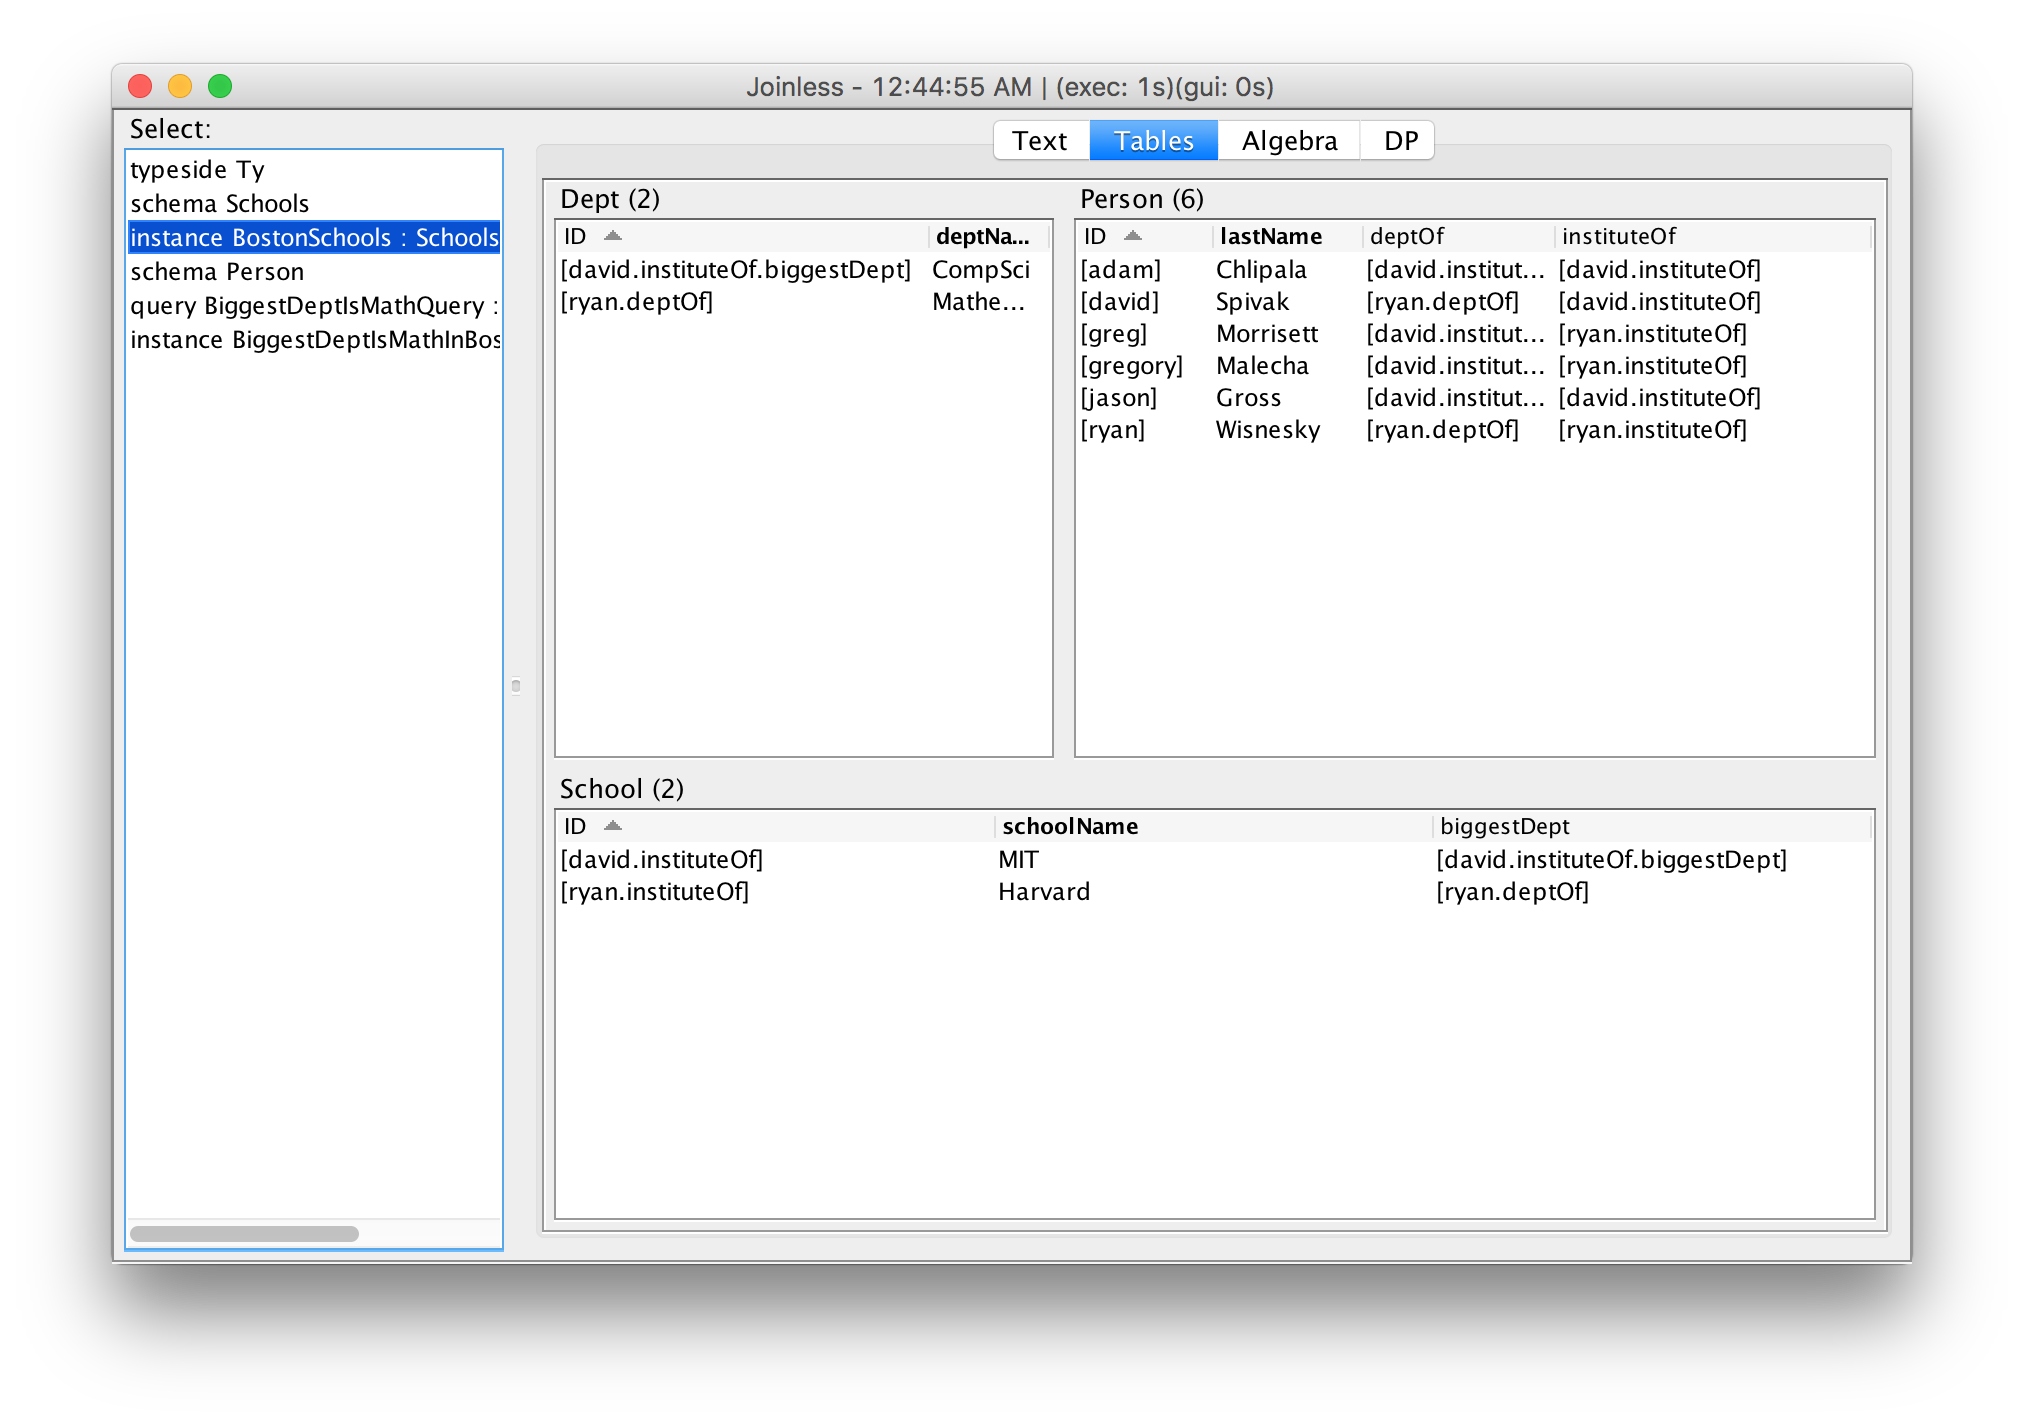 Joinless - 12:44:55 AM | (exec: 1s)(gui: 0s)
Select:
typeside Ty
schema Schools
instance BostonSchools : Schools
schema Person
query BiggestDeptIsMathQuery :
instance BiggestDeptIsMathInBos
Text Tables Algebra DP
Dept (2)
ID deptNa...
[david.instituteOf.biggestDept] CompSci
[ryan.deptOf] Mathe...
Person (6)
ID lastName deptOf instituteOf
[adam] Chlipala [david.institut... [david.instituteOf]
[david] Spivak [ryan.deptOf] [david.instituteOf]
[greg] Morrisett [david.institut... [ryan.instituteOf]
[gregory] Malecha [david.institut... [ryan.instituteOf]
[jason] Gross [david.institut... [david.instituteOf]
[ryan] Wisnesky [ryan.deptOf] [ryan.instituteOf]
School (2)
ID schoolName biggestDept
[david.instituteOf] MIT [david.instituteOf.biggestDept]
[ryan.instituteOf] Harvard [ryan.deptOf]